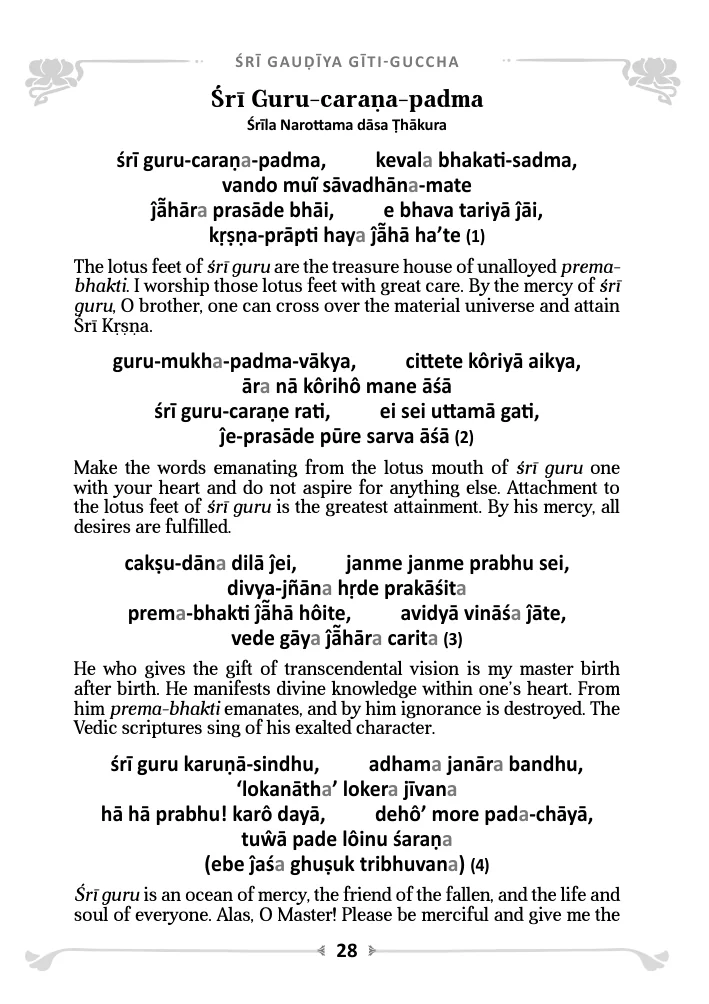 ŚRĪ GAUḌĪYA GĪTI-GUCCHA
Śrī Guru-caraṇa-padma
Śrīla Narottama dāsa Ṭhākura
śrī guru-caraṇa-padma, kevala bhakati-sadma,
vando muĩ sāvadhāna-mate
ĵā̃hāra prasāde bhāi, e bhava tariyā ĵāi,
kṛṣṇa-prāpti haya ĵā̃hā ha’te (1)
The lotus feet of śrī guru are the treasure house of unalloyed prema-
bhakti. I worship those lotus feet with great care. By the mercy of śrī
guru, O brother, one can cross over the material universe and attain
Śrī Kṛṣṇa.
guru-mukha-padma-vākya, cittete kôriyā aikya,
āra nā kôrihô mane āśā
śrī guru-caraṇe rati, ei sei uttamā gati,
ĵe-prasāde pūre sarva āśā (2)
Make the words emanating from the lotus mouth of śrī guru one
with your heart and do not aspire for anything else. Attachment to
the lotus feet of śrī guru is the greatest attainment. By his mercy, all
desires are fulfilled.
cakṣu-dāna dilā ĵei, janme janme prabhu sei,
divya-jñāna hṛde prakāśita
prema-bhakti ĵā̃hā hôite, avidyā vināśa ĵāte,
vede gāya ĵā̃hāra carita (3)
He who gives the gift of transcendental vision is my master birth
after birth. He manifests divine knowledge within one’s heart. From
him prema-bhakti emanates, and by him ignorance is destroyed. The
Vedic scriptures sing of his exalted character.
śrī guru karuṇā-sindhu, adhama janāra bandhu,
‘lokanātha’ lokera jīvana
hā hā prabhu! karô dayā, dehô’ more pada-chāyā,
tuŵā pade lôinu śaraṇa
(ebe ĵaśa ghuṣuk tribhuvana) (4)
Śrī guru is an ocean of mercy, the friend of the fallen, and the life and
soul of everyone. Alas, O Master! Please be merciful and give me the
28